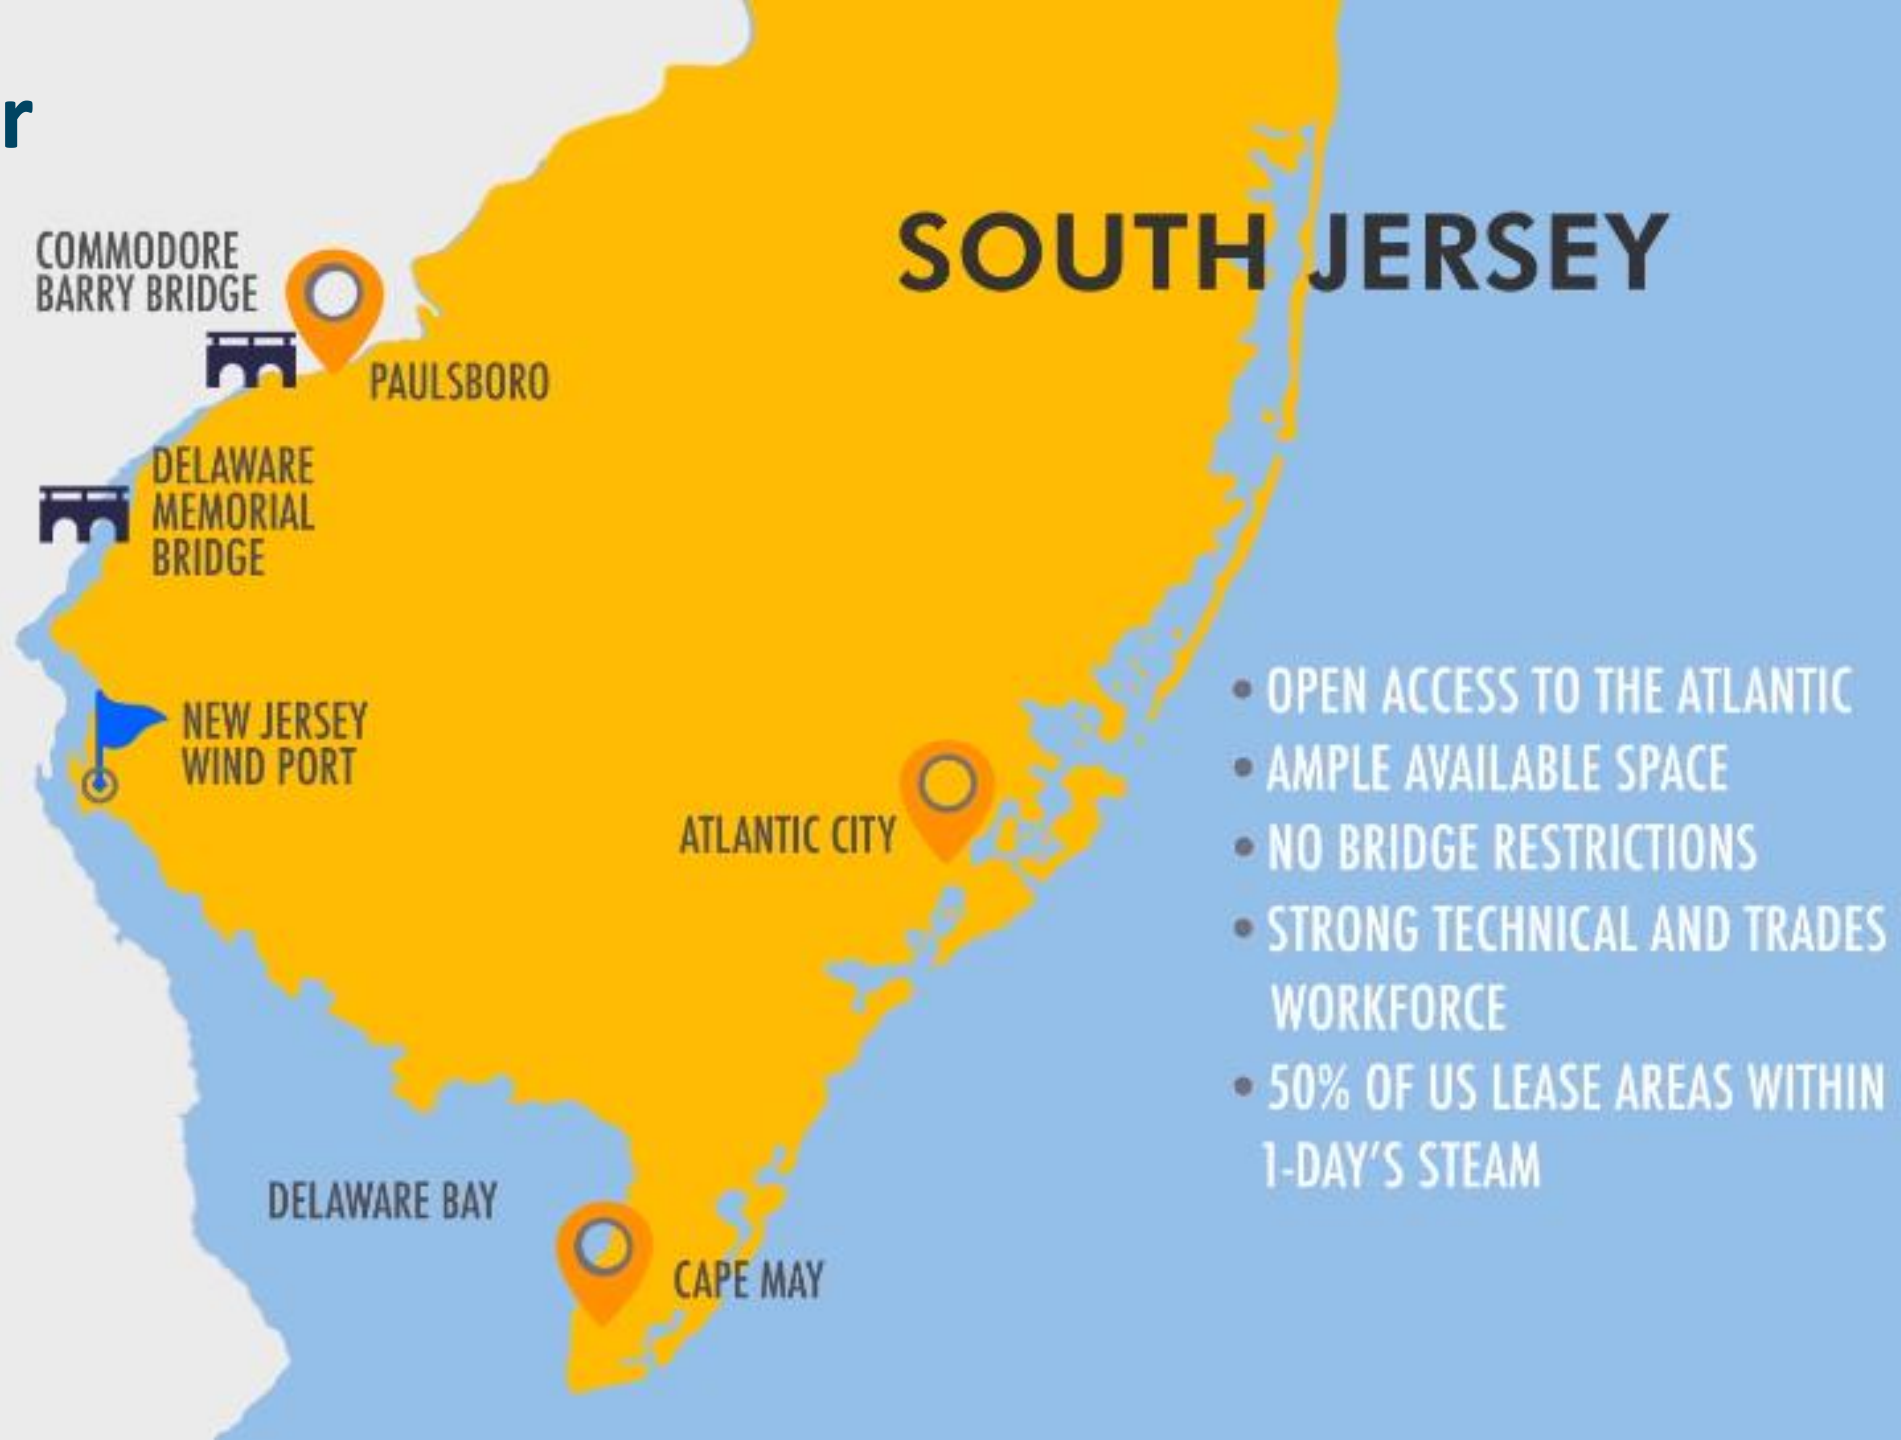 r
SOUTH JERSEY
COMMODORE
BARRY BRIDGE
PAULSBORO
DELAWARE
MEMORIAL
BRIDGE
NEW JERSEY
WIND PORT
ATLANTIC CITY
• OPEN ACCESS TO THE ATLANTIC
• AMPLE AVAILABLE SPACE
• NO BRIDGE RESTRICTIONS
• STRONG TECHNICAL AND TRADES
WORKFORCE
• 50% OF US LEASE AREAS WITHIN
1-DAY'S STEAM
DELAWARE BAY
CAPE MAY